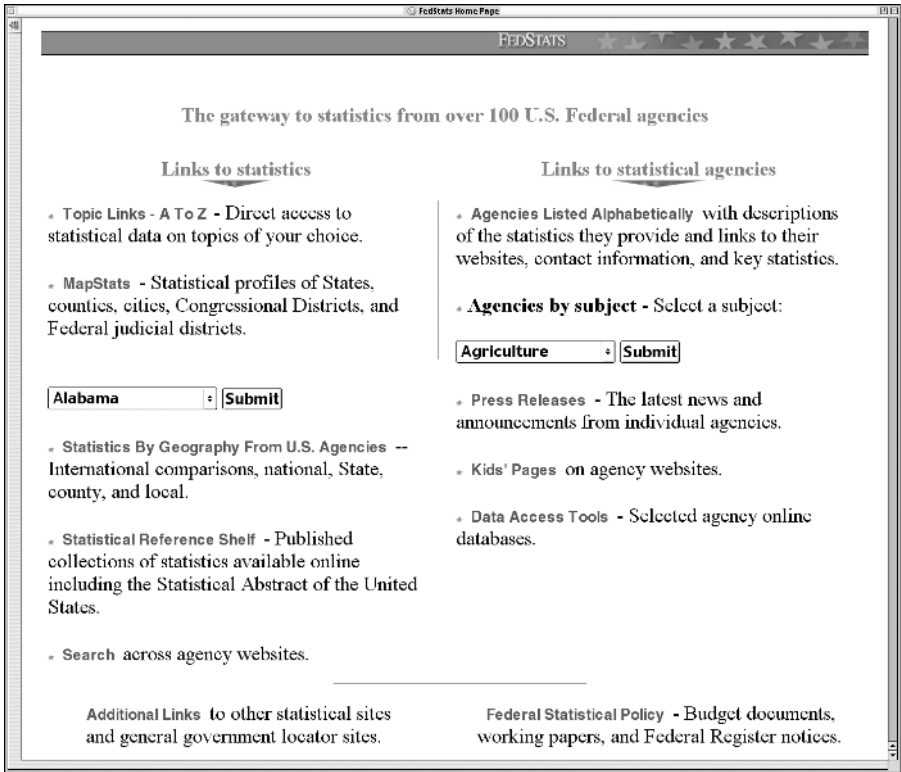 FedStats Home Page
FEDSTATS
The gateway to statistics from over 100 U.S. Federal agencies
Links to statistics
Topic Links - A To Z - Direct access to
statistical data on topics of your choice.
MapStats - Statistical profiles of States,
counties, cities, Congressional Districts, and
Federal judicial districts.
Alabama Submit
Statistics By Geography From U.S. Agencies --
International comparisons, national, State,
county, and local.
Statistical Reference Shelf - Published
collections of statistics available online
including the Statistical Abstract of the United
States.
Search across agency websites.
Links to statistical agencies
Agencies Listed Alphabetically with descriptions
of the statistics they provide and links to their
websites, contact information, and key statistics.
Agencies by subject - Select a subject:
Agriculture Submit
Press Releases - The latest news and
announcements from individual agencies.
Kids' Pages on agency websites.
Data Access Tools - Selected agency online
databases.
Additional Links to other statistical sites
and general government locator sites.
Federal Statistical Policy - Budget documents,
working papers, and Federal Register notices.